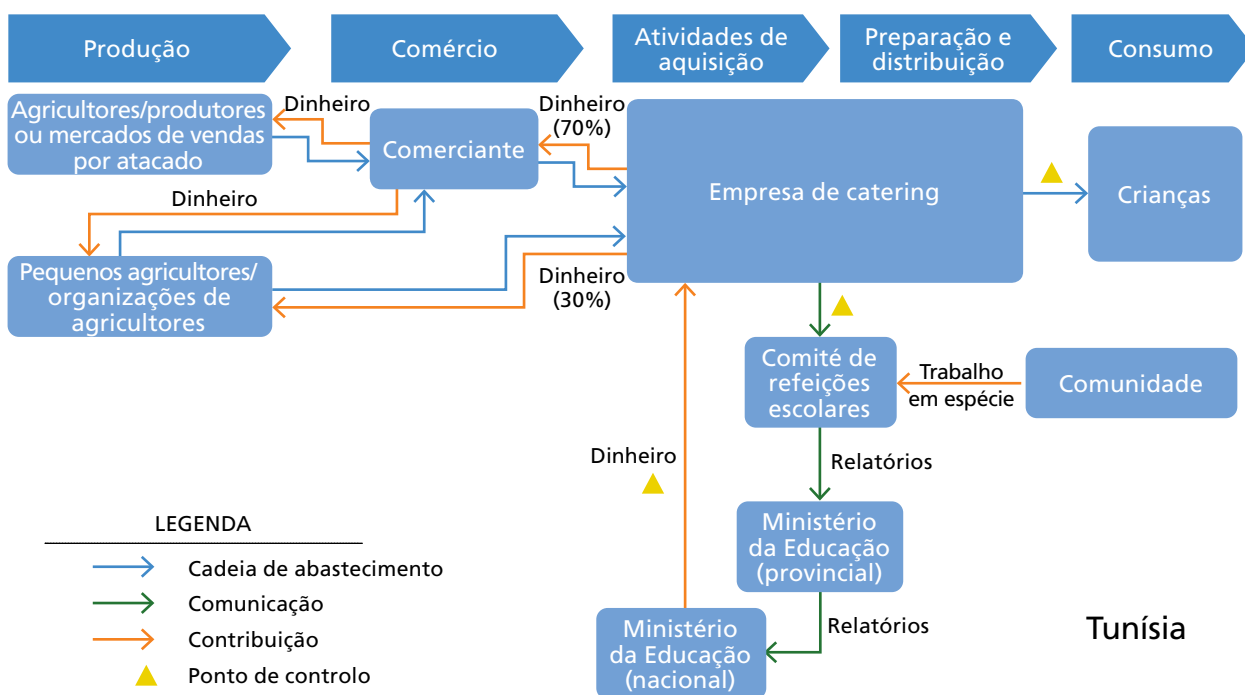 Produção
Comércio
Atividades de
aquisição
Preparação e
distribuição
Consumo
Agricultores/produtores
ou mercados de vendas
por atacado
Dinheiro
Comerciante
Dinheiro
(70%)
Empresa de catering
Crianças
Dinheiro
Pequenos agricultores/
organizações de
agricultores
Dinheiro
(30%)
Comité de
refeições
escolares
Trabalho
em espécie
Comunidade
Dinheiro
Relatórios
Ministério
da Educação
(provincial)
Relatórios
Ministério
da Educação
(nacional)
LEGENDA
Cadeia de abastecimento
Comunicação
Contribuição
Ponto de controlo
Tunísia